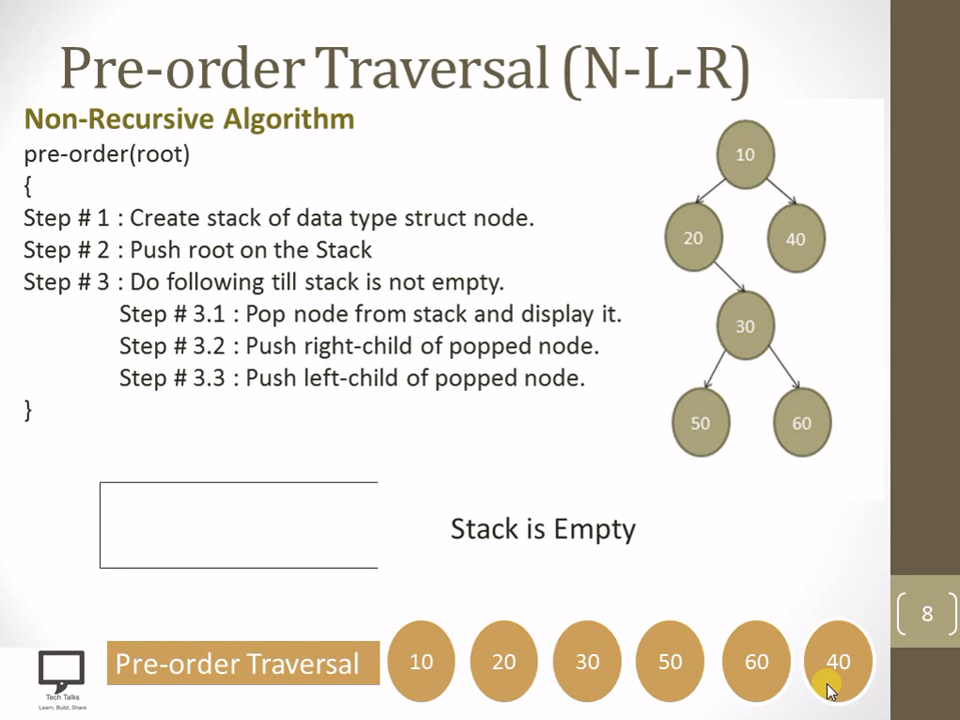 Pre-order Traversal (N-L-R)
Non-Recursive Algorithm
pre-order(root)
{
Step # 1 : Create stack of data type struct node.
Step # 2 : Push root on the Stack
Step # 3 : Do following till stack is not empty.
Step # 3.1 : Pop node from stack and display it.
Step # 3.2 : Push right-child of popped node.
Step # 3.3 : Push left-child of popped node.
}
10
20 40
30
50 60
Stack is Empty
8
Pre-order Traversal 10 20 30 50 60 40
Tech Talks
Learn, Build, Share